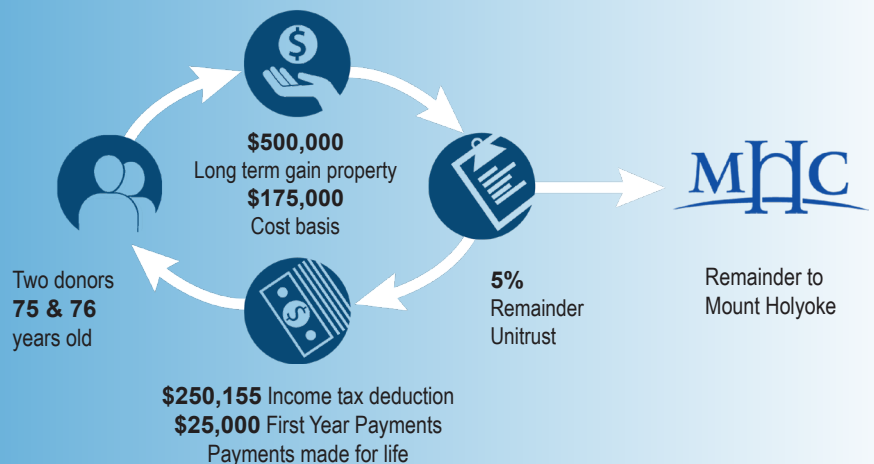 $500,000
Long term gain property
$175,000
Cost basis
MHC
Two donors
75 & 76
years old
5%
Remainder
Unitrust
Remainder to
Mount Holyoke
$250,155 Income tax deduction
$25,000 First Year Payments
Payments made for life